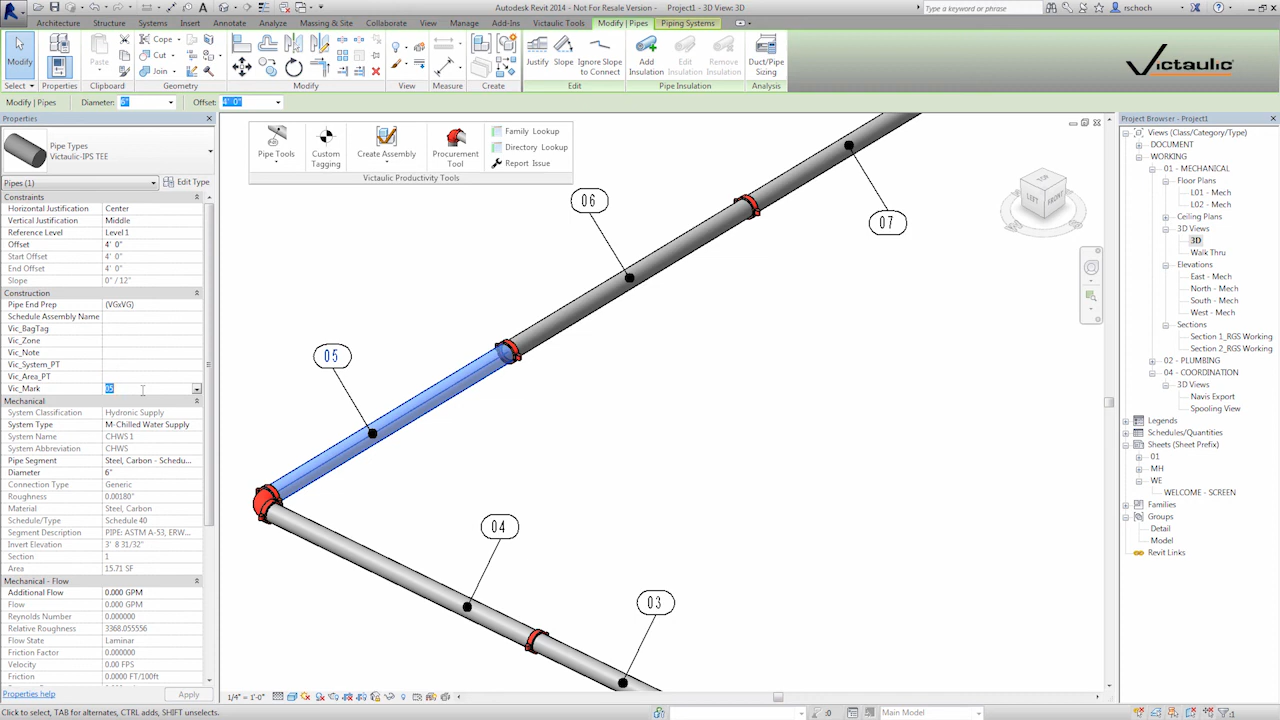 Autodesk Revit 2014 - Not For Resale Version - Project1 - 3D View: 3D
Type a keyword or phrase
rschoch
Architecture Structure Systems Insert Annotate Analyze Massing & Site Collaborate View Manage Add-Ins Victaulic Tools Modify | Pipes Piping Systems
Modify
Paste
Cope
Cut
Join
Justify
Slope
Ignore Slope
to Connect
Add
Insulation
Edit
Insulation
Remove
Insulation
Duct/Pipe
Sizing
Victaulic
Select Properties Clipboard Geometry Modify View Measure Create Edit Pipe Insulation Analysis
Modify | Pipes Diameter: 6" Offset: 4' 0"
Properties
Pipe Types
Victaulic-IPS TEE
Pipes (1) Edit Type
Constraints
Horizontal Justification Center
Vertical Justification Middle
Reference Level Level 1
Offset 4' 0"
Start Offset 4' 0"
End Offset 4' 0"
Slope 0" / 12"
Construction
Pipe End Prep (VGxVG)
Schedule Assembly Name
Vic_BagTag
Vic_Zone
Vic_Note
Vic_System_PT
Vic_Area_PT
Vic_Mark 05
Mechanical
System Classification Hydronic Supply
System Type M-Chilled Water Supply
System Name CHWS 1
System Abbreviation CHWS
Pipe Segment Steel, Carbon - Schedu...
Diameter 6"
Connection Type Generic
Roughness 0.00180"
Material Steel, Carbon
Schedule/Type Schedule 40
Segment Description PIPE: ASTM A-53, ERW...
Invert Elevation 3' 8 31/32"
Section 1
Area 15.71 SF
Mechanical - Flow
Additional Flow 0.000 GPM
Flow 0.000 GPM
Reynolds Number 0.000000
Relative Roughness 3368.055556
Flow State Laminar
Friction Factor 0.000000
Velocity 0.00 FPS
Friction 0.0000 FT/100ft
Properties help Apply
Pipe Tools
Custom
Tagging
Create Assembly
Procurement
Tool
Family Lookup
Directory Lookup
Report Issue
Victaulic Productivity Tools
06
07
05
04
03
TOP
LEFT
FRONT
Project Browser - Project1
Views (Class/Category/Type)
DOCUMENT
WORKING
01 - MECHANICAL
Floor Plans
L01 - Mech
L02 - Mech
Ceiling Plans
3D Views
3D
Walk Thru
Elevations
East - Mech
North - Mech
South - Mech
West - Mech
Sections
Section 1_RGS Working
Section 2_RGS Working
02 - PLUMBING
04 - COORDINATION
3D Views
Navis Export
Spooling View
Legends
Schedules/Quantities
Sheets (Sheet Prefix)
01
MH
WE
WELCOME - SCREEN
Families
Groups
Detail
Model
Revit Links
1/4" = 1'-0"
Click to select, TAB for alternates, CTRL adds, SHIFT unselects.
:0
Main Model
:1